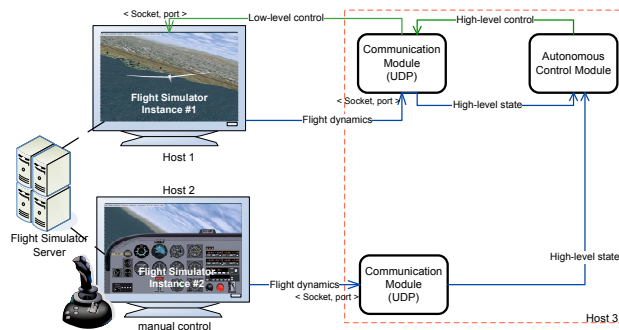 < Socket, port >
Low-level control
High-level control
Communication
Module
(UDP)
Autonomous
Control Module
Flight Simulator
Instance #1
< Socket, port >
High-level state
Flight dynamics
Host 1
Host 2
Flight Simulator
Server
High-level state
Flight Simulator
Instance #2
Flight dynamics
< Socket, port >
Communication
Module
(UDP)
Host 3
manual control